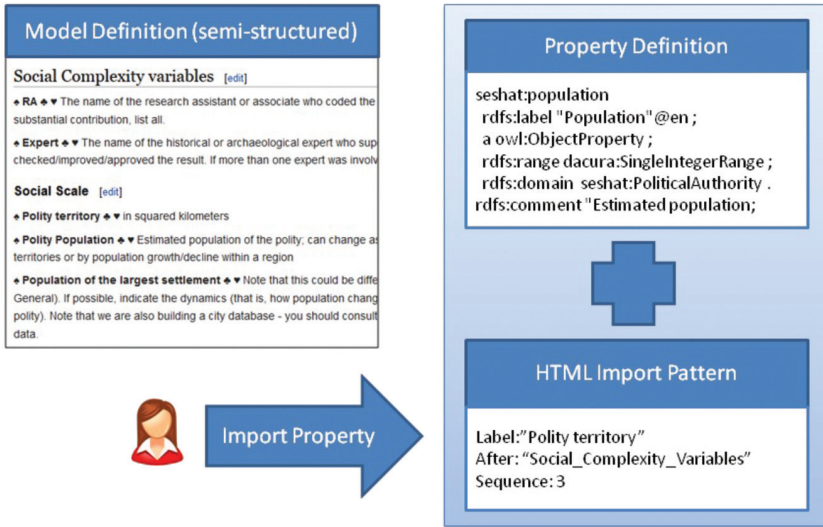 Model Definition (semi-structured)
Social Complexity variables [edit]
♠ RA ♣ ♥ The name of the research assistant or associate who coded the
substantial contribution, list all.
♠ Expert ♣ ♥ The name of the historical or archaeological expert who sup
checked/improved/approved the result. If more than one expert was involv
Social Scale [edit]
♠ Polity territory ♣ ♥ in squared kilometers
♠ Polity Population ♣ ♥ Estimated population of the polity; can change as
territories or by population growth/decline within a region
♠ Population of the largest settlement ♣ ♥ Note that this could be diffe
General). If possible, indicate the dynamics (that is, how population chang
polity). Note that we are also building a city database - you should consult
data.
Import Property
Property Definition
seshat:population
rdfs:label "Population"@en ;
a owl:ObjectProperty ;
rdfs:range dacura:SingleIntegerRange ;
rdfs:domain seshat:PoliticalAuthority .
rdfs:comment "Estimated population;
HTML Import Pattern
Label:"Polity territory"
After: "Social_Complexity_Variables"
Sequence: 3